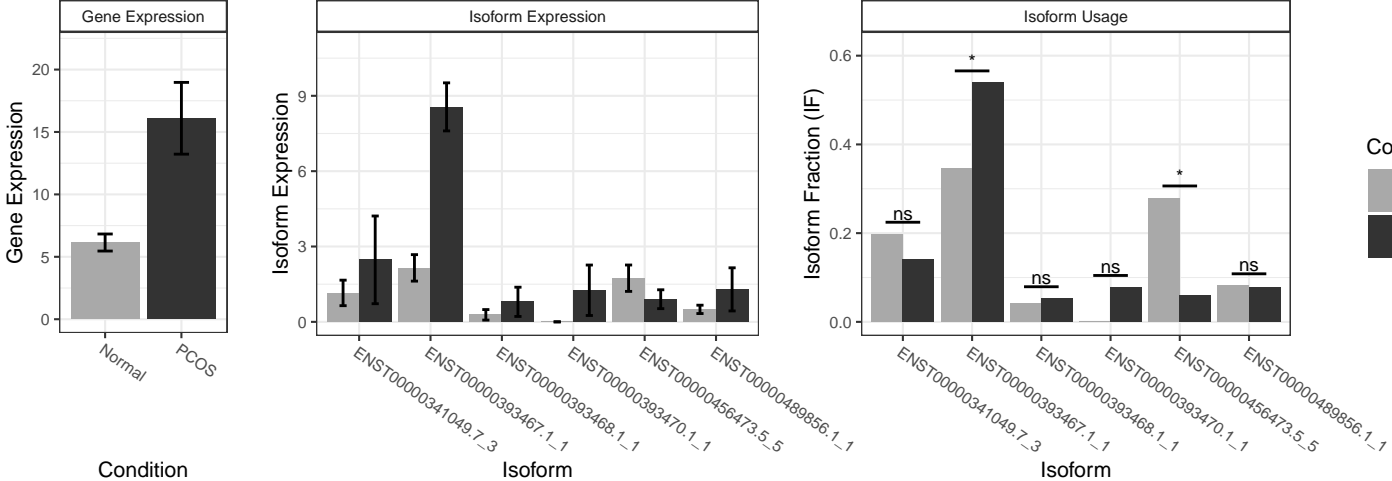 Gene Expression
Isoform Expression
Isoform Usage
Gene Expression
20
15
10
5
0
Normal
PCOS
Condition
Isoform Expression
9
6
3
0
ENST00000341049.7_3
ENST00000393467.1_1
ENST00000393468.1_1
ENST00000393470.1_1
ENST00000456473.5_5
ENST00000489856.1_1
Isoform
Isoform Fraction (IF)
0.6
0.4
0.2
0.0
ns
*
ns
ns
*
ns
ENST00000341049.7_3
ENST00000393467.1_1
ENST00000393468.1_1
ENST00000393470.1_1
ENST00000456473.5_5
ENST00000489856.1_1
Isoform
Co